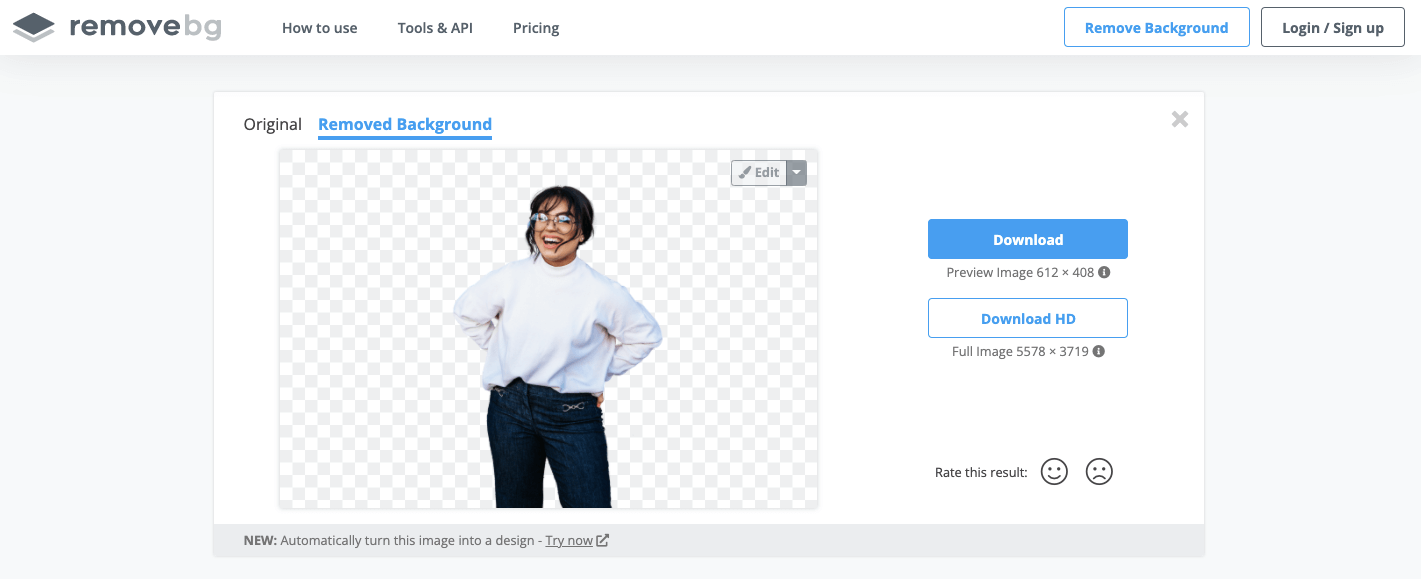 removebg How to use Tools & API Pricing Remove Background Login / Sign up
Original Removed Background
Edit
Download
Preview Image 612 × 408
Download HD
Full Image 5578 × 3719
Rate this result:
NEW: Automatically turn this image into a design - Try now